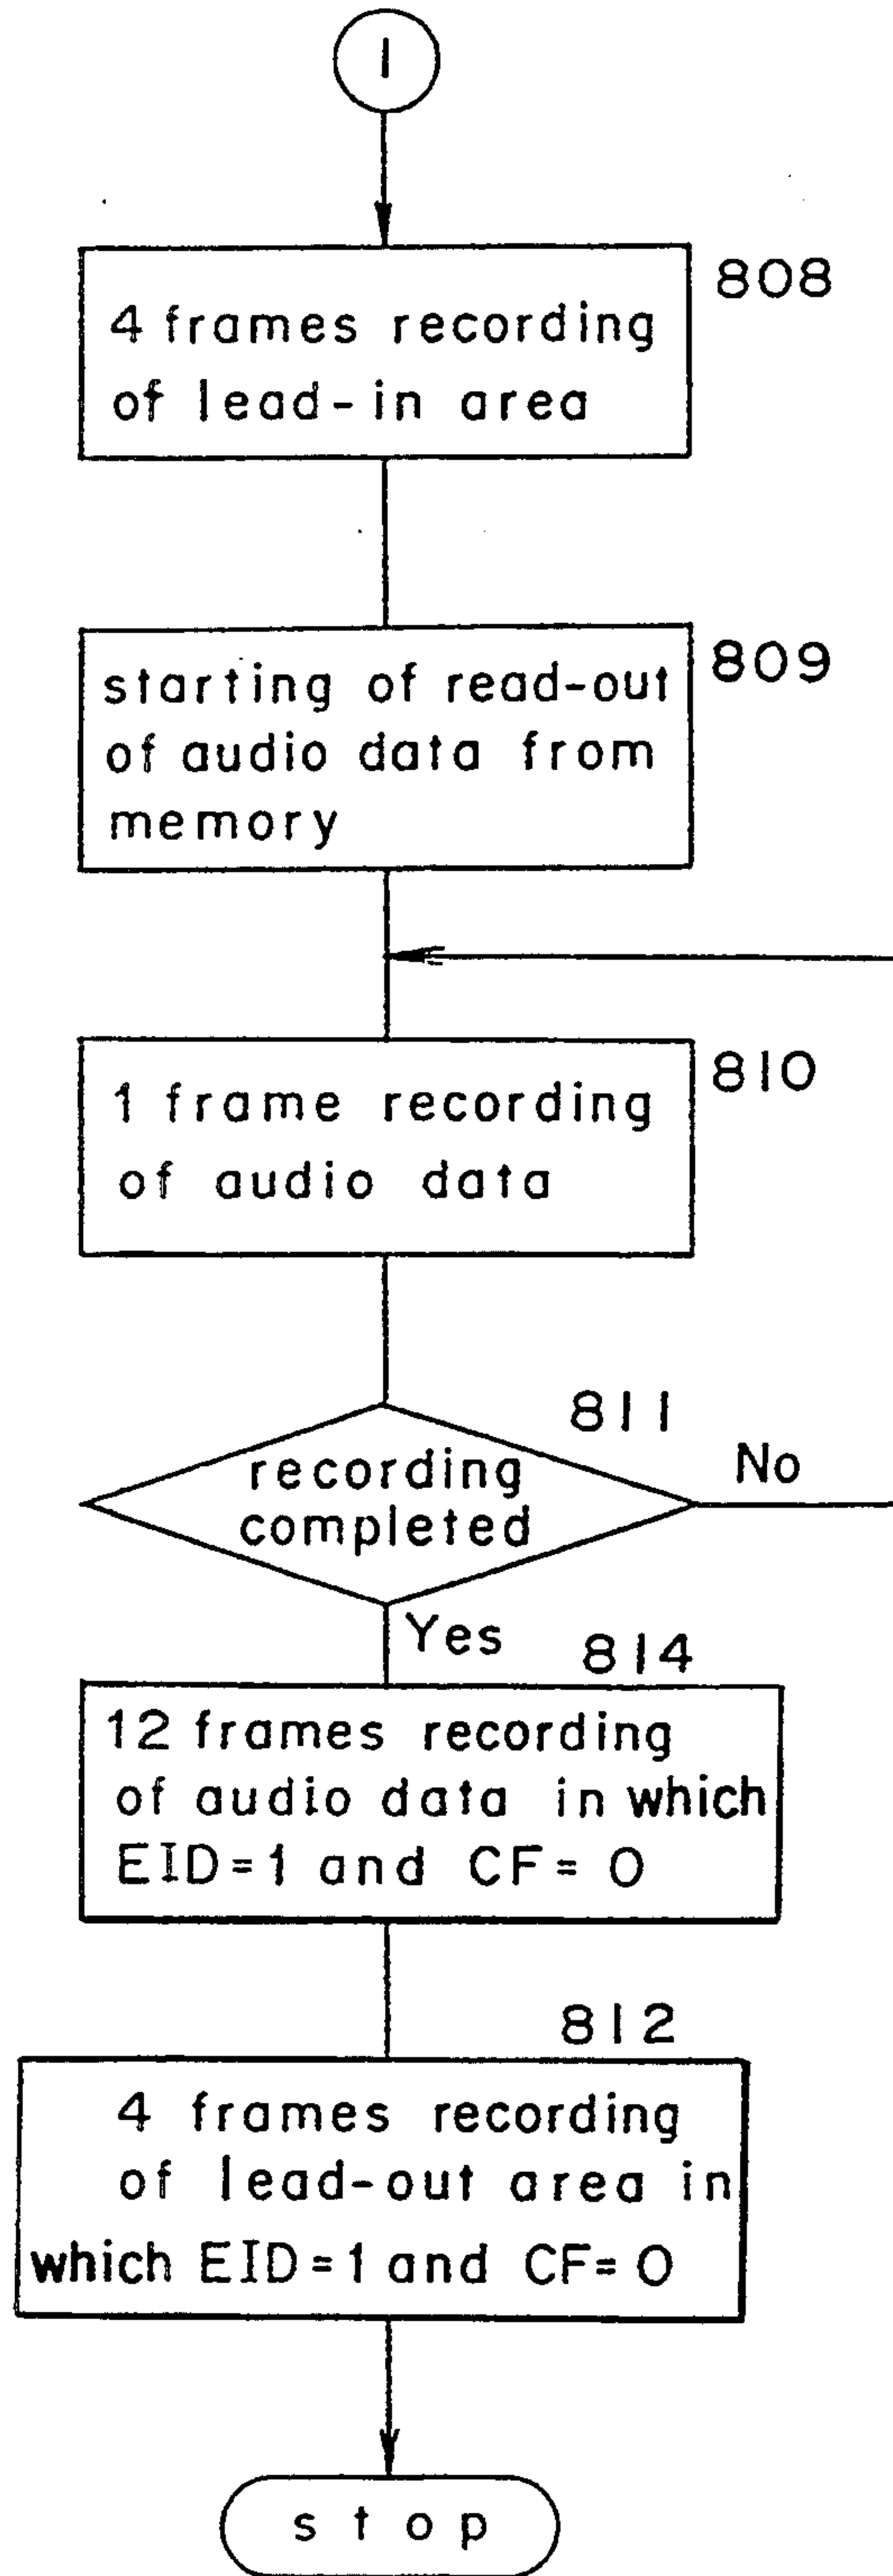 1
808
4 frames recording
of lead-in area
809
starting of read-out
of audio data from
memory
810
1 frame recording
of audio data
811
recording
completed
No
Yes
814
12 frames recording
of audio data in which
EID=1 and CF= 0
812
4 frames recording
of lead-out area in
which EID=1 and CF= 0
stop